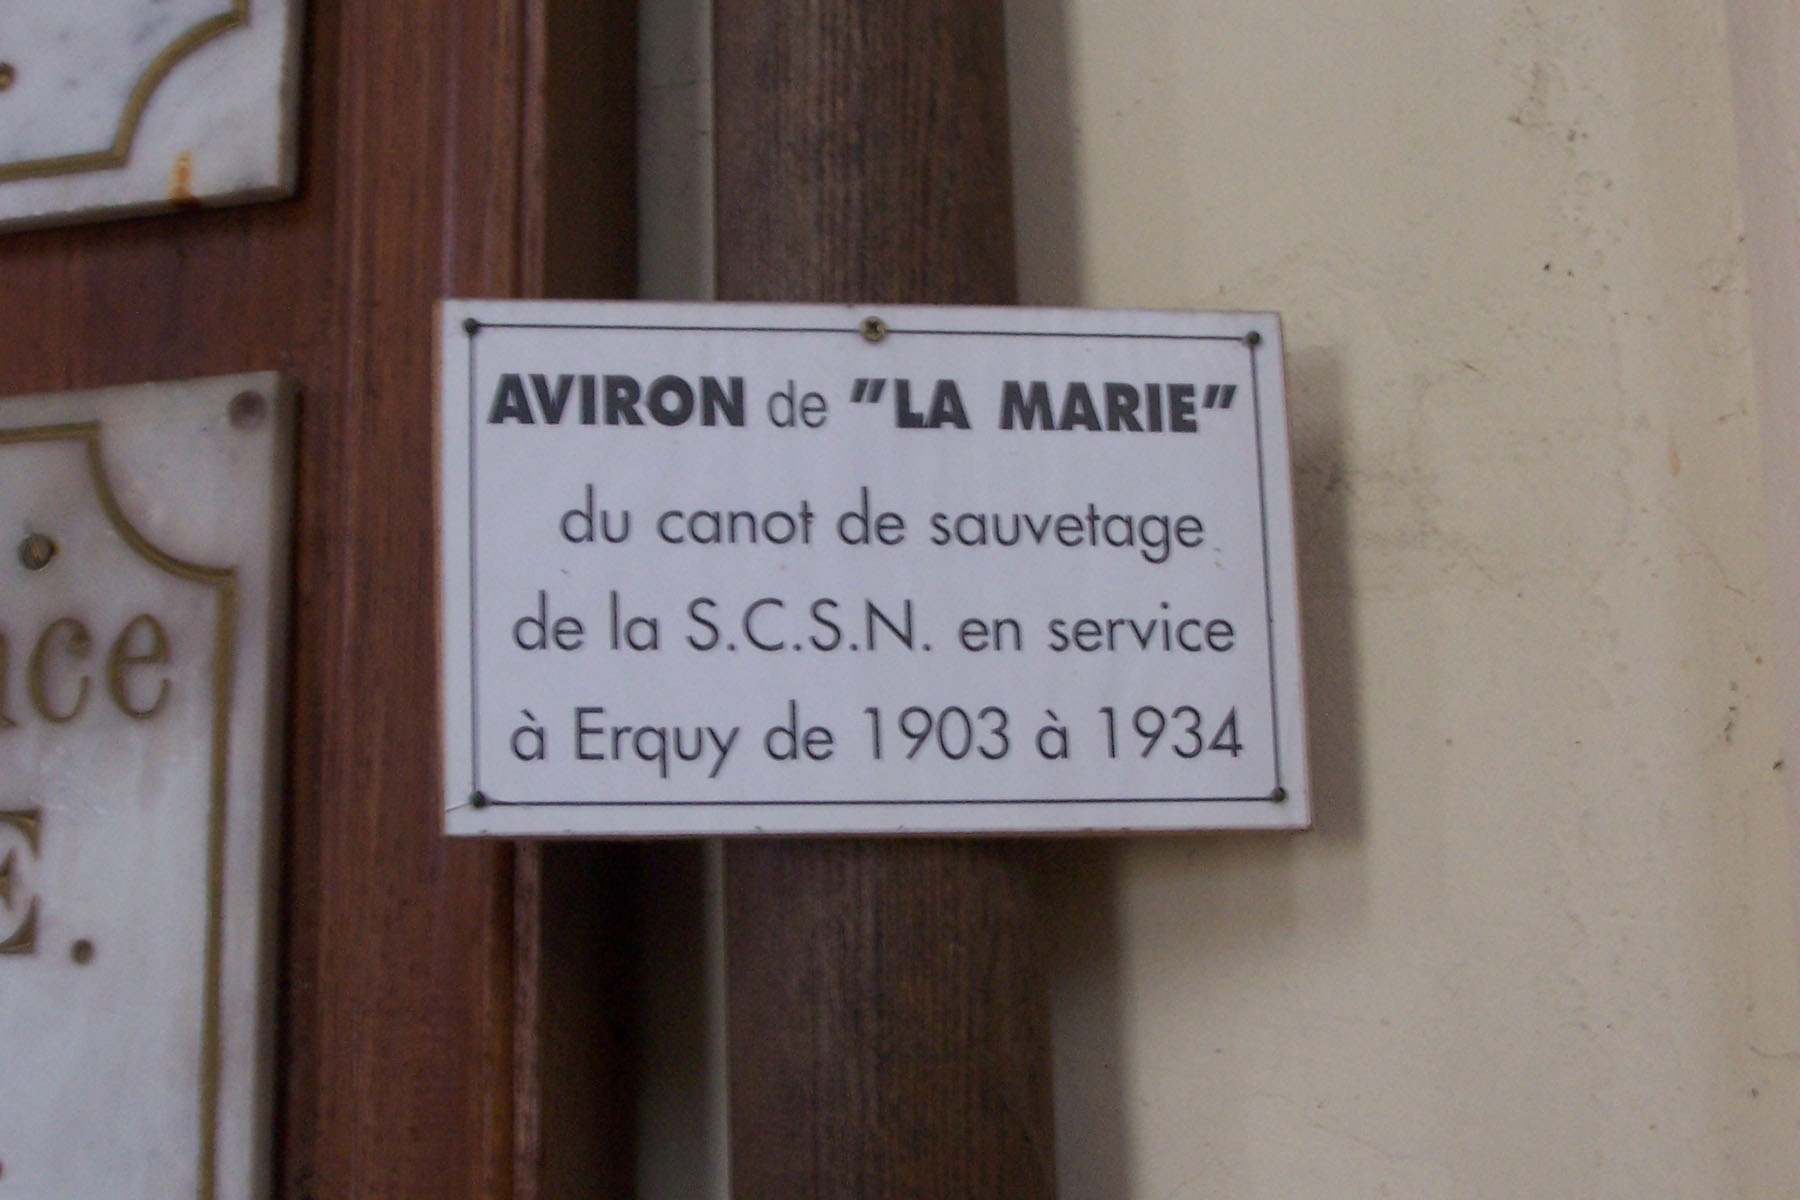 AVIRON de "LA MARIE"
du canot de sauvetage
de la S.C.S.N. en service
à Erquy de 1903 à 1934
E.